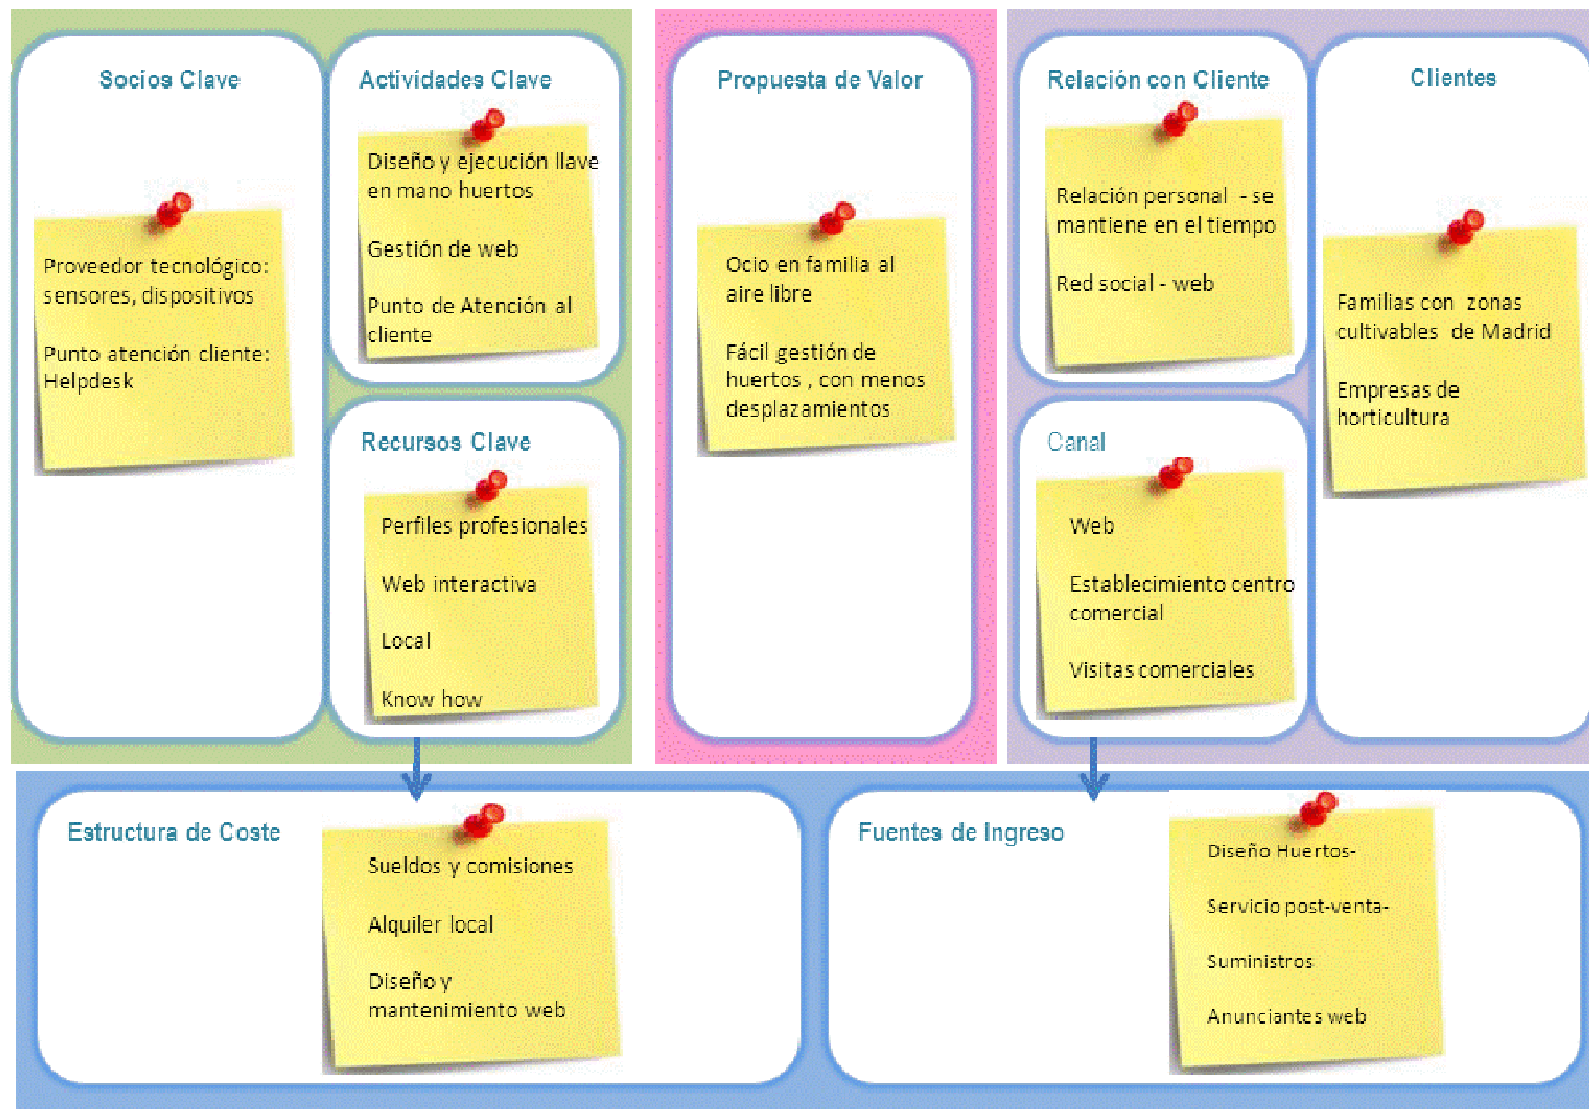 Socios Clave
Proveedor tecnológico:
sensores, dispositivos
Punto atención cliente:
Helpdesk
Actividades Clave
Diseño y ejecución llave
en mano huertos
Gestión de web
Punto de Atención al
cliente
Recursos Clave
Perfiles profesionales
Web interactiva
Local
Know how
Propuesta de Valor
Ocio en familia al
aire libre
Fácil gestión de
huertos , con menos
desplazamientos
Relación con Cliente
Relación personal - se
mantiene en el tiempo
Red social - web
Canal
Web
Establecimiento centro
comercial
Visitas comerciales
Clientes
Familias con zonas
cultivables de Madrid
Empresas de
horticultura
Estructura de Coste
Sueldos y comisiones
Alquiler local
Diseño y
mantenimiento web
Fuentes de Ingreso
Diseño Huertos-
Servicio post-venta-
Suministros
Anunciantes web